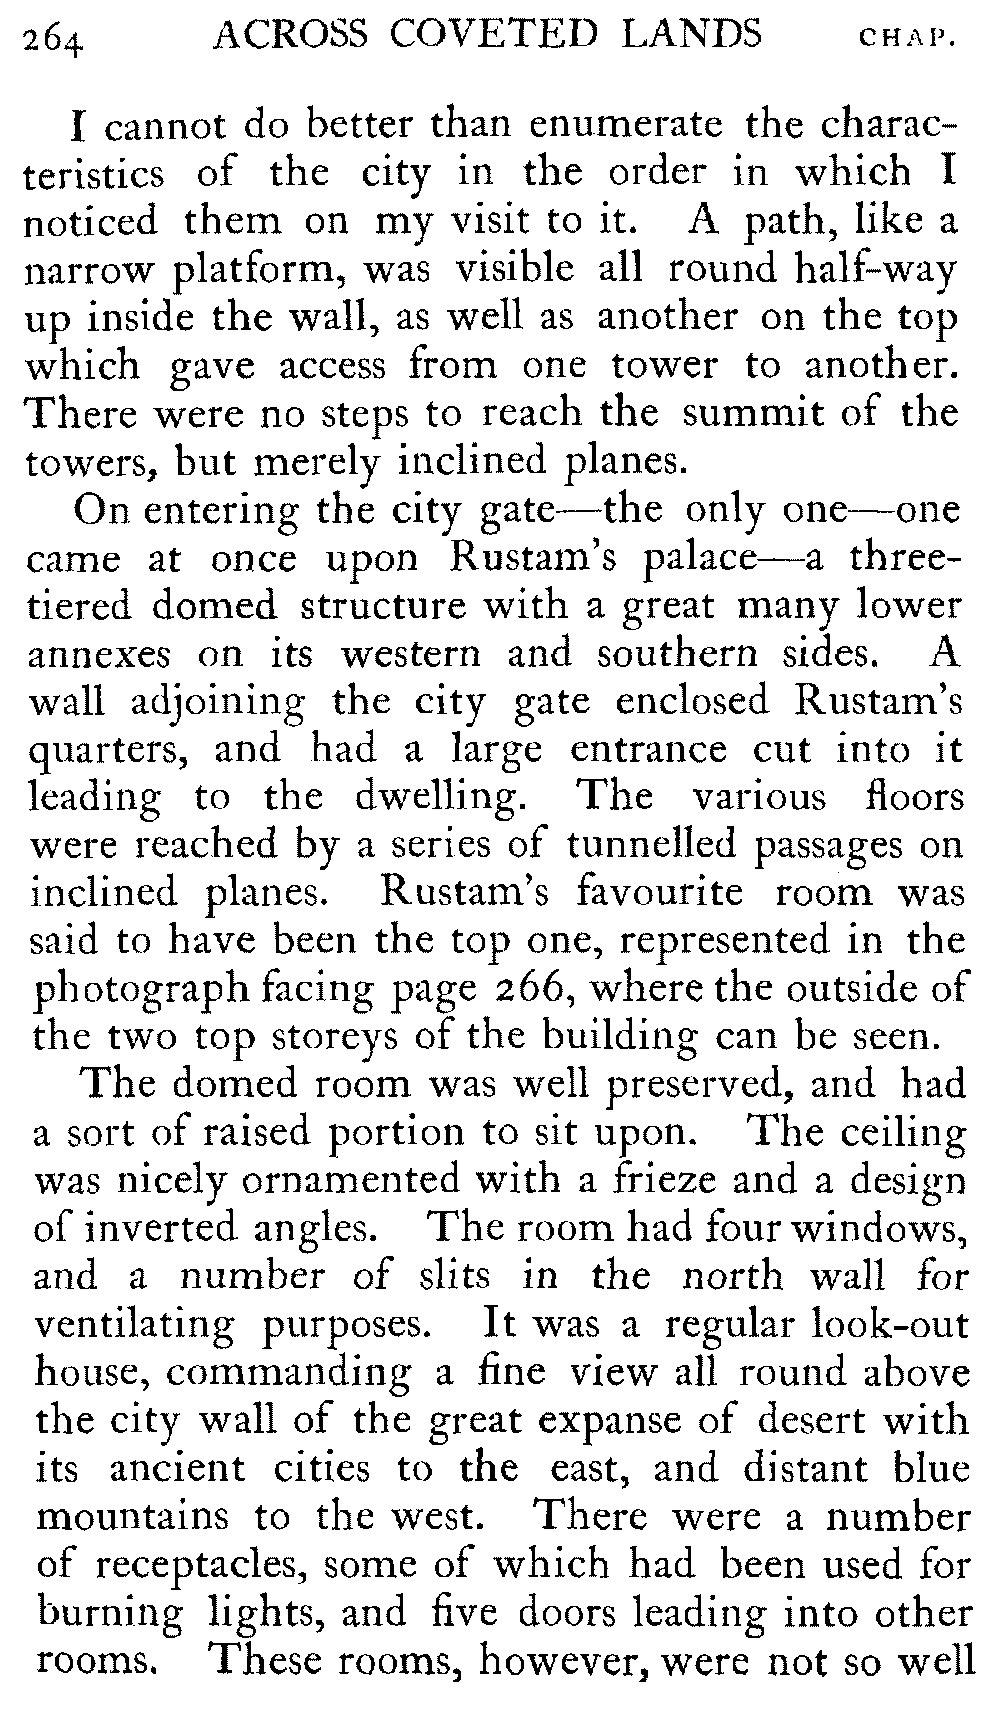 264 ACROSS COVETED LANDS CHAP.
I cannot do better than enumerate the charac-
teristics of the city in the order in which I
noticed them on my visit to it. A path, like a
narrow platform, was visible all round half-way
up inside the wall, as well as another on the top
which gave access from one tower to another.
There were no steps to reach the summit of the
towers, but merely inclined planes.
On entering the city gate—the only one—one
came at once upon Rustam's palace—a three-
tiered domed structure with a great many lower
annexes on its western and southern sides. A
wall adjoining the city gate enclosed Rustam's
quarters, and had a large entrance cut into it
leading to the dwelling. The various floors
were reached by a series of tunnelled passages on
inclined planes. Rustam's favourite room was
said to have been the top one, represented in the
photograph facing page 266, where the outside of
the two top storeys of the building can be seen.
The domed room was well preserved, and had
a sort of raised portion to sit upon. The ceiling
was nicely ornamented with a frieze and a design
of inverted angles. The room had four windows,
and a number of slits in the north wall for
ventilating purposes. It was a regular look-out
house, commanding a fine view all round above
the city wall of the great expanse of desert with
its ancient cities to the east, and distant blue
mountains to the west. There were a number
of receptacles, some of which had been used for
burning lights, and five doors leading into other
rooms. These rooms, however, were not so well